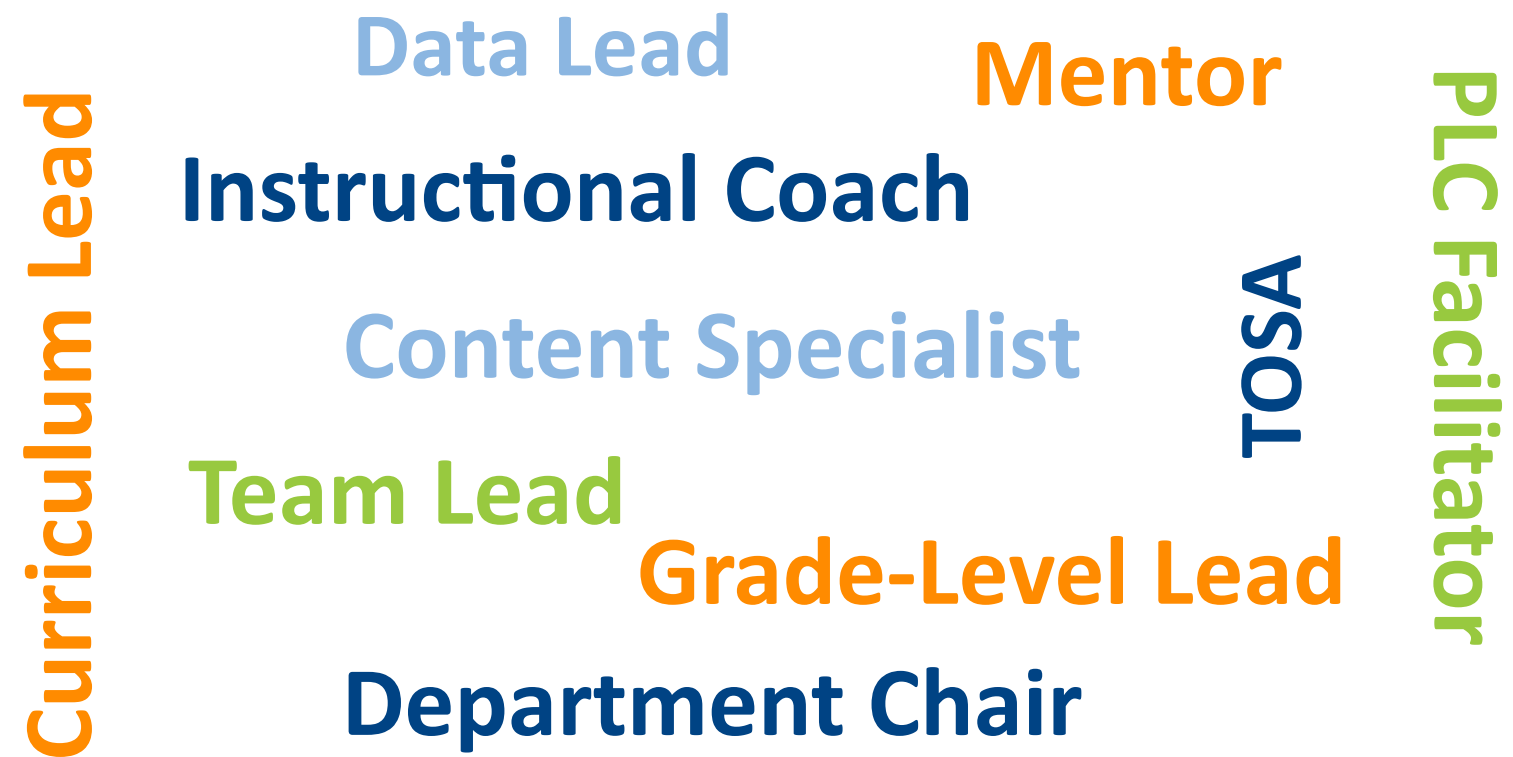 Data Lead
Mentor
Curriculum Lead
Instructional Coach
PLC Facilitator
TOSA
Content Specialist
Team Lead
Grade-Level Lead
Department Chair